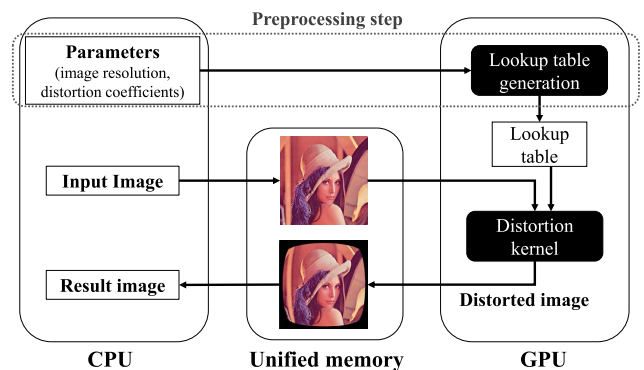 Preprocessing step
Parameters
(image resolution,
distortion coefficients)
Lookup table
generation
Lookup
table
Input Image
Distortion
kernel
Result image
Distorted image
CPU
Unified memory
GPU